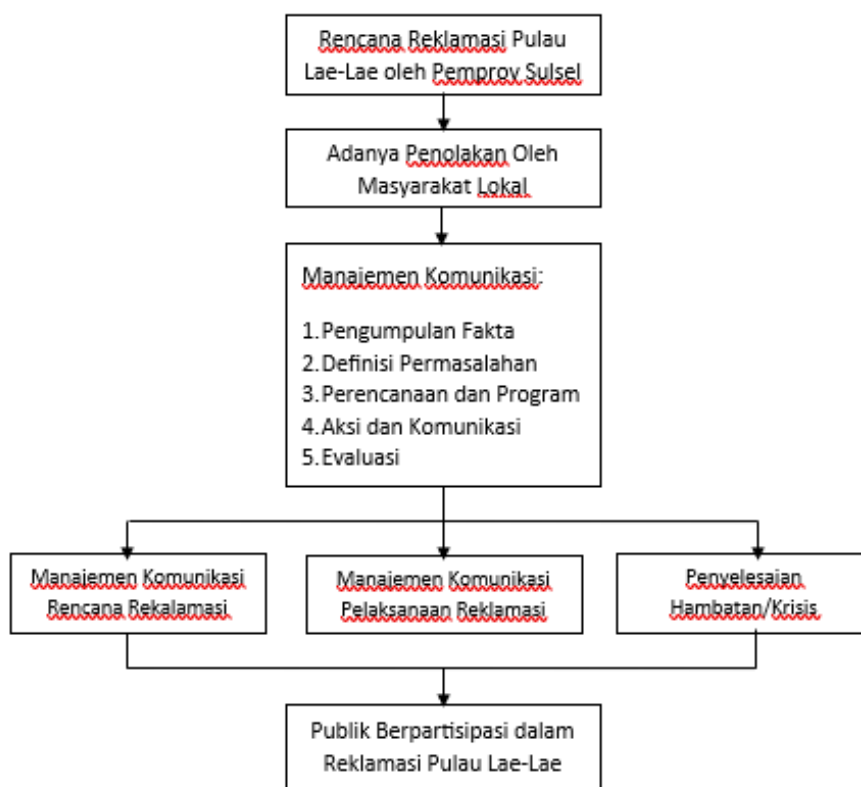 Rencana Reklamasi Pulau
Lae-Lae oleh Pemprov Sulsel
Adanya Penolakan Oleh
Masyarakat Lokal
Manajemen Komunikasi:
1.Pengumpulan Fakta
2.Definisi Permasalahan
3.Perencanaan dan Program
4.Aksi dan Komunikasi
5.Evaluasi
Manajemen Komunikasi
Rencana Rekalamasi
Manajemen Komunikasi
Pelaksanaan Reklamasi
Penyelesaian
Hambatan/Krisis
Publik Berpartisipasi dalam
Reklamasi Pulau Lae-Lae